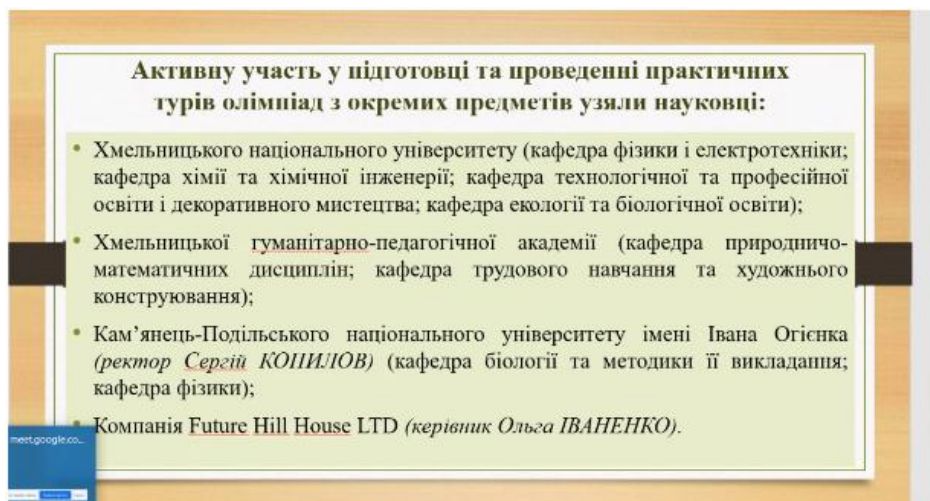 Активну участь у підготовці та проведенні практичних
турів олімпіад з окремих предметів узяли науковці:
• Хмельницького національного університету (кафедра фізики і електротехніки;
кафедра хімії та хімічної інженерії; кафедра технологічної та професійної
освіти і декоративного мистецтва; кафедра екології та біологічної освіти);
• Хмельницької гуманітарно-педагогічної академії (кафедра природничо-
математичних дисциплін; кафедра трудового навчання та художнього
конструювання);
• Кам’янець-Подільського національного університету імені Івана Огієнка
(ректор Сергій КОПИЛОВ) (кафедра біології та методики її викладання;
кафедра фізики);
Компанія Future Hill House LTD (керівник Ольга ІВАНЕНКО).
meet.google.co...